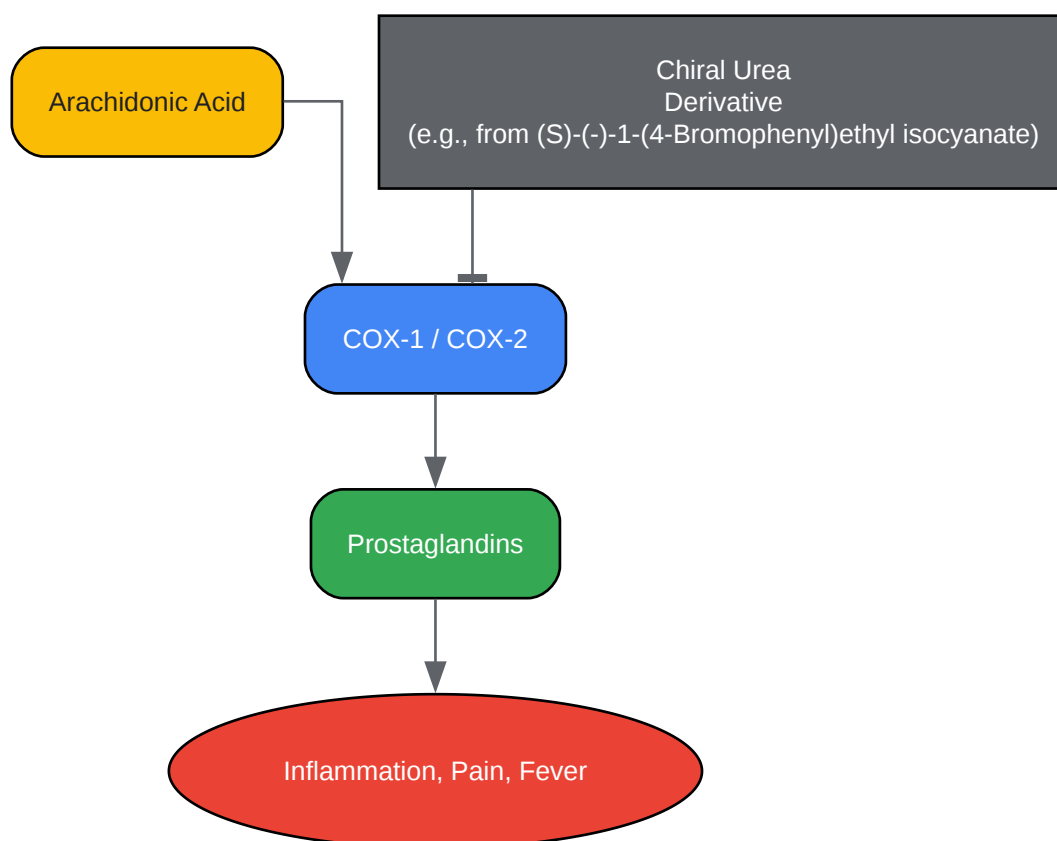 Arachidonic Acid
Chiral Urea
Derivative
(e.g., from (S)-(-)-1-(4-Bromophenyl)ethyl isocyanate)
COX-1 / COX-2
Prostaglandins
Inflammation, Pain, Fever